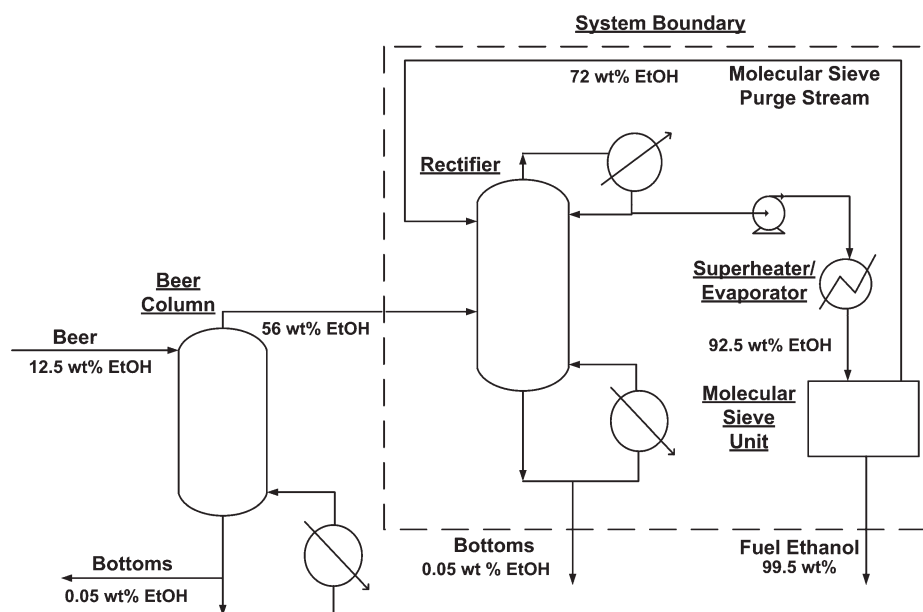 System Boundary
72 wt% EtOH
Molecular Sieve
Purge Stream
Rectifier
Superheater/
Evaporator
Beer
Column
56 wt% EtOH
Beer
12.5 wt% EtOH
92.5 wt% EtOH
Molecular
Sieve
Unit
Bottoms
0.05 wt % EtOH
Fuel Ethanol
99.5 wt%
Bottoms
0.05 wt% EtOH